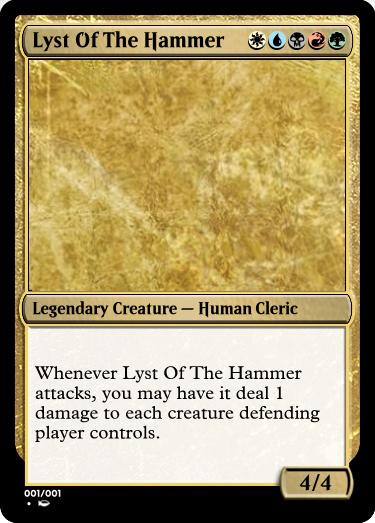 Lyst Of The Hammer
Legendary Creature — Human Cleric
Whenever Lyst Of The Hammer
attacks, you may have it deal 1
damage to each creature defending
player controls.
4/4
001/001